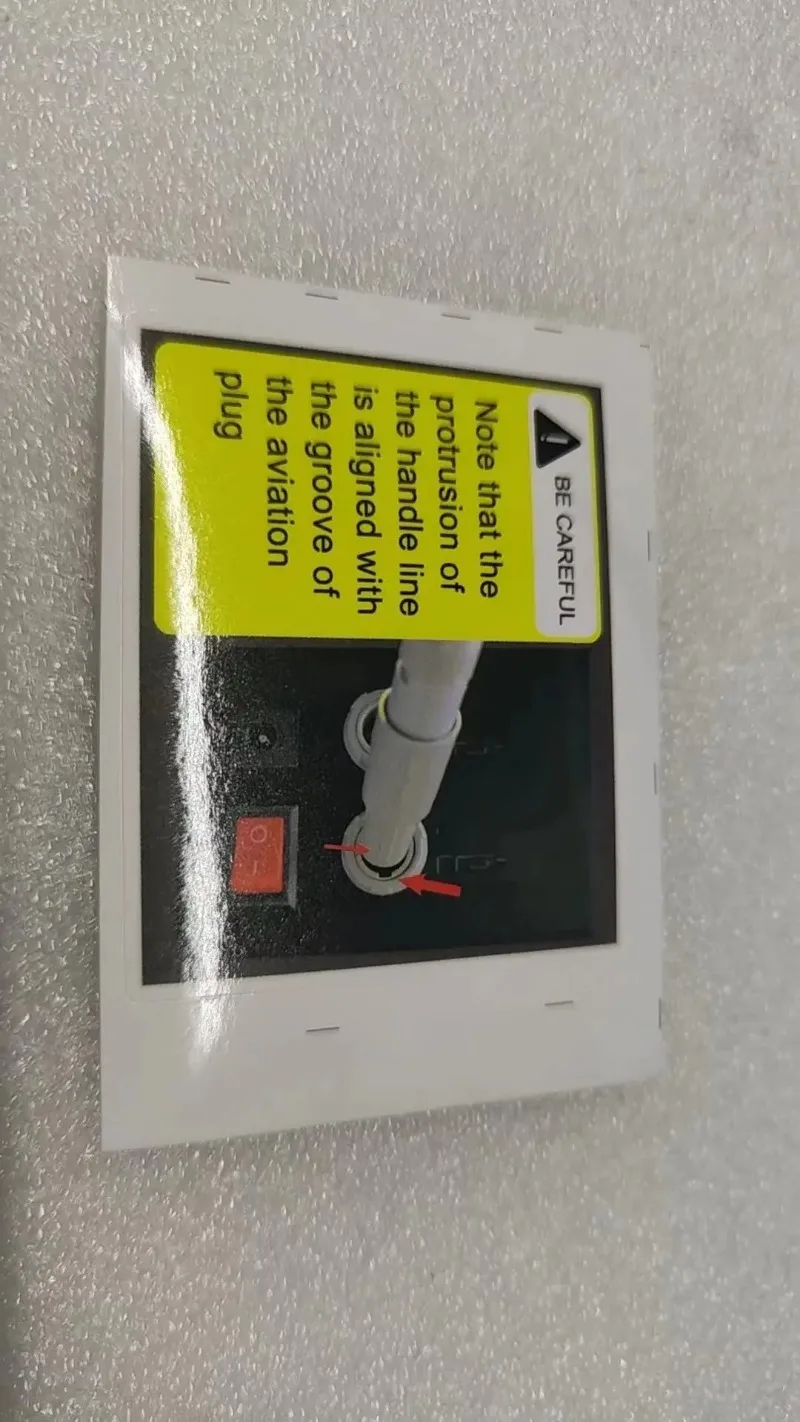 BE CAREFUL
Note that the
protrusion of
the handle line
is aligned with
the groove of
the aviation
plug